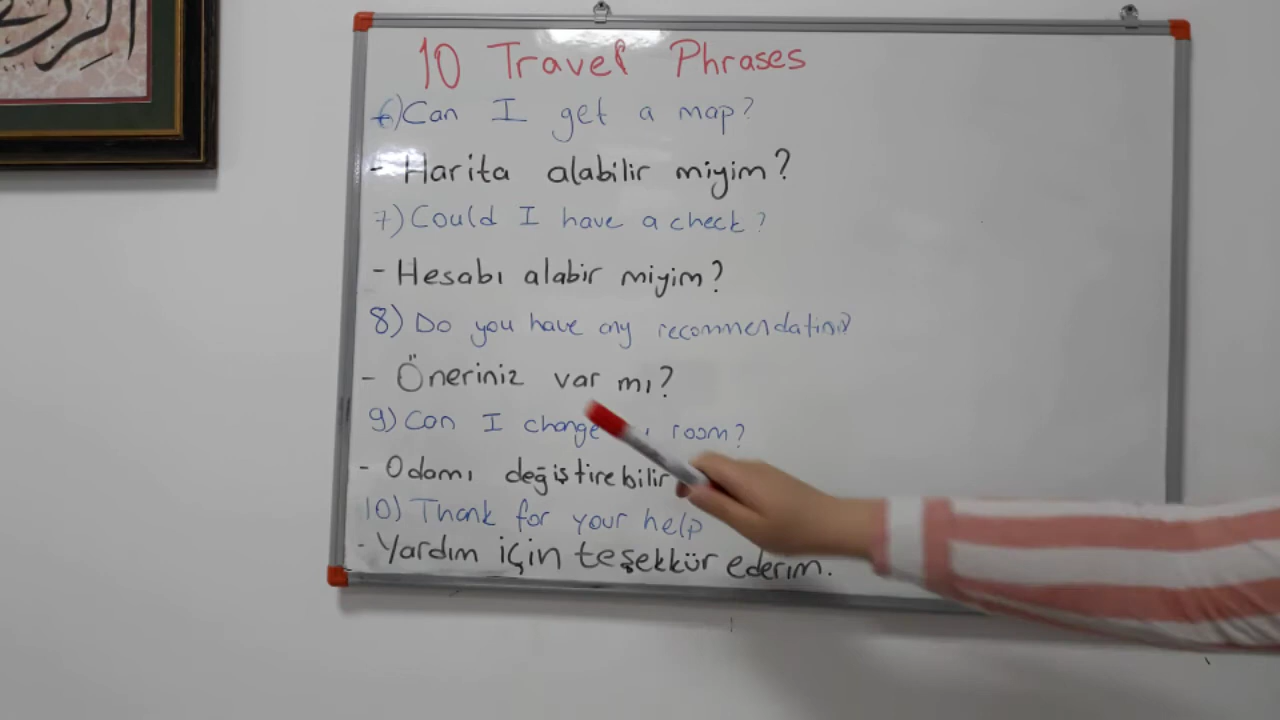 10 Travel Phrases
6) Can I get a map?
- Harita alabilir miyim?
7) Could I have a check?
- Hesabı alabir miyim?
8) Do you have any recommendatins?
- Öneriniz var mı?
9) Can I change room?
- Odamı değiştirebilir
10) Thank for your help
- Yardım için teşekkür ederim.